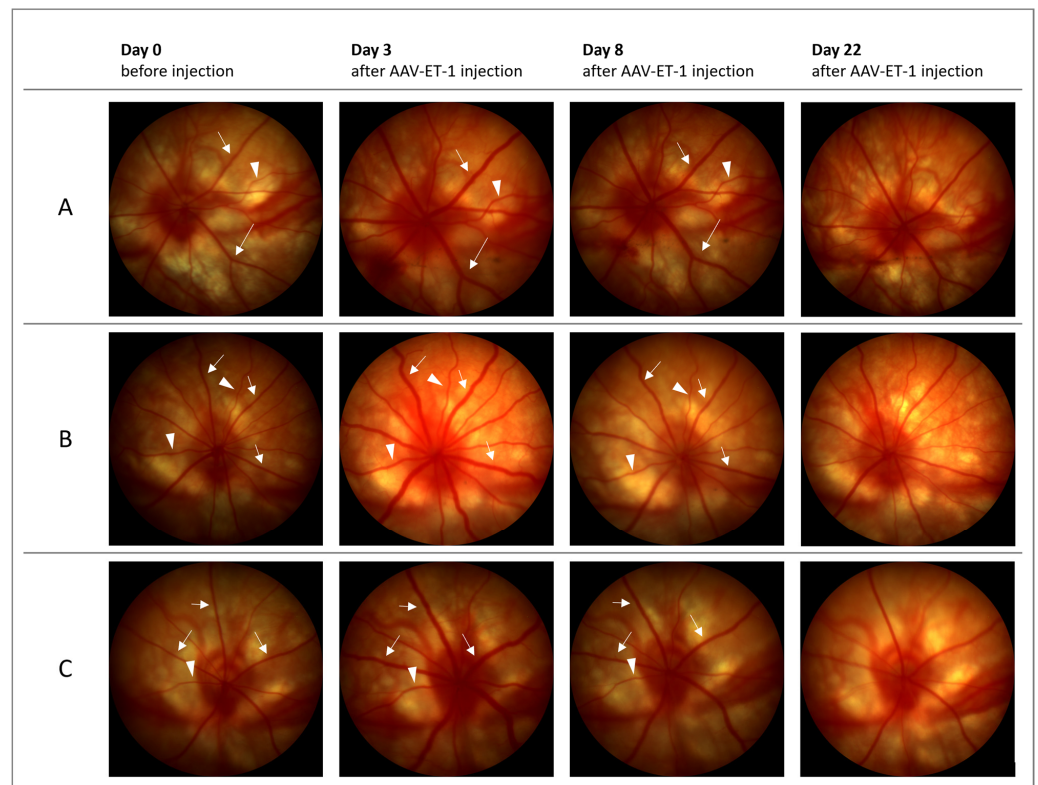 Day 0
before injection
Day 3
after AAV-ET-1 injection
Day 8
after AAV-ET-1 injection
Day 22
after AAV-ET-1 injection
A
B
C